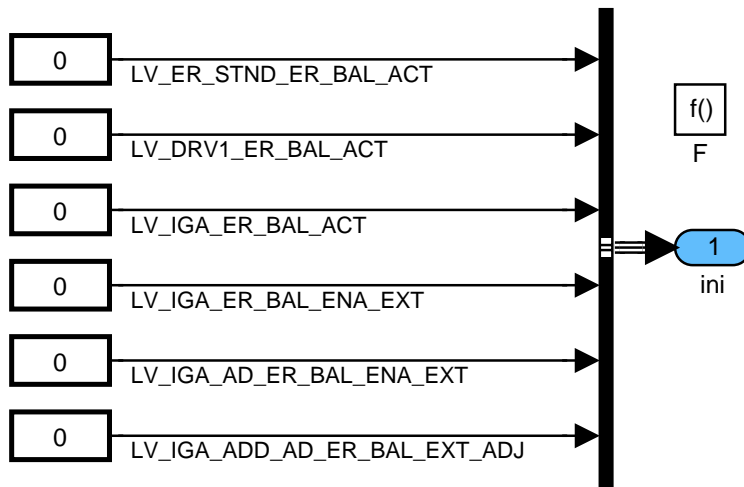 0
LV_ER_STND_ER_BAL_ACT
0
LV_DRV1_ER_BAL_ACT
0
LV_IGA_ER_BAL_ACT
0
LV_IGA_ER_BAL_ENA_EXT
0
LV_IGA_AD_ER_BAL_ENA_EXT
0
LV_IGA_ADD_AD_ER_BAL_EXT_ADJ
f()
F
1
ini